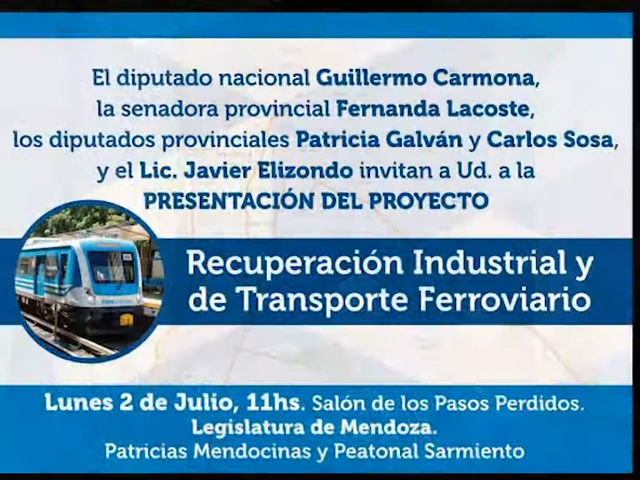 El diputado nacional Guillermo Carmona,
la senadora provincial Fernanda Lacoste,
los diputados provinciales Patricia Galván y Carlos Sosa,
y el Lic. Javier Elizondo invitan a Ud. a la
PRESENTACIÓN DEL PROYECTO
Recuperación Industrial y
de Transporte Ferroviario
Lunes 2 de Julio, 11hs. Salón de los Pasos Perdidos.
Legislatura de Mendoza.
Patricias Mendocinas y Peatonal Sarmiento